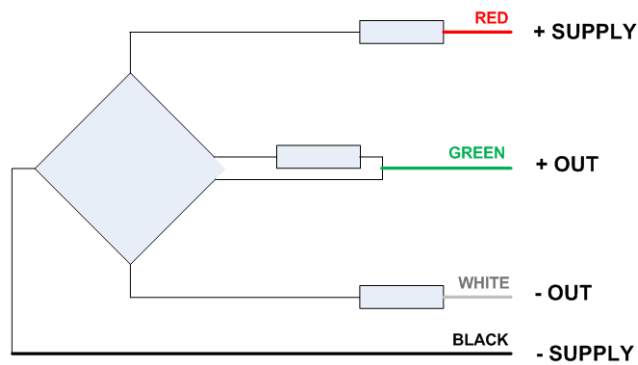 RED + SUPPLY
GREEN + OUT
WHITE - OUT
BLACK - SUPPLY